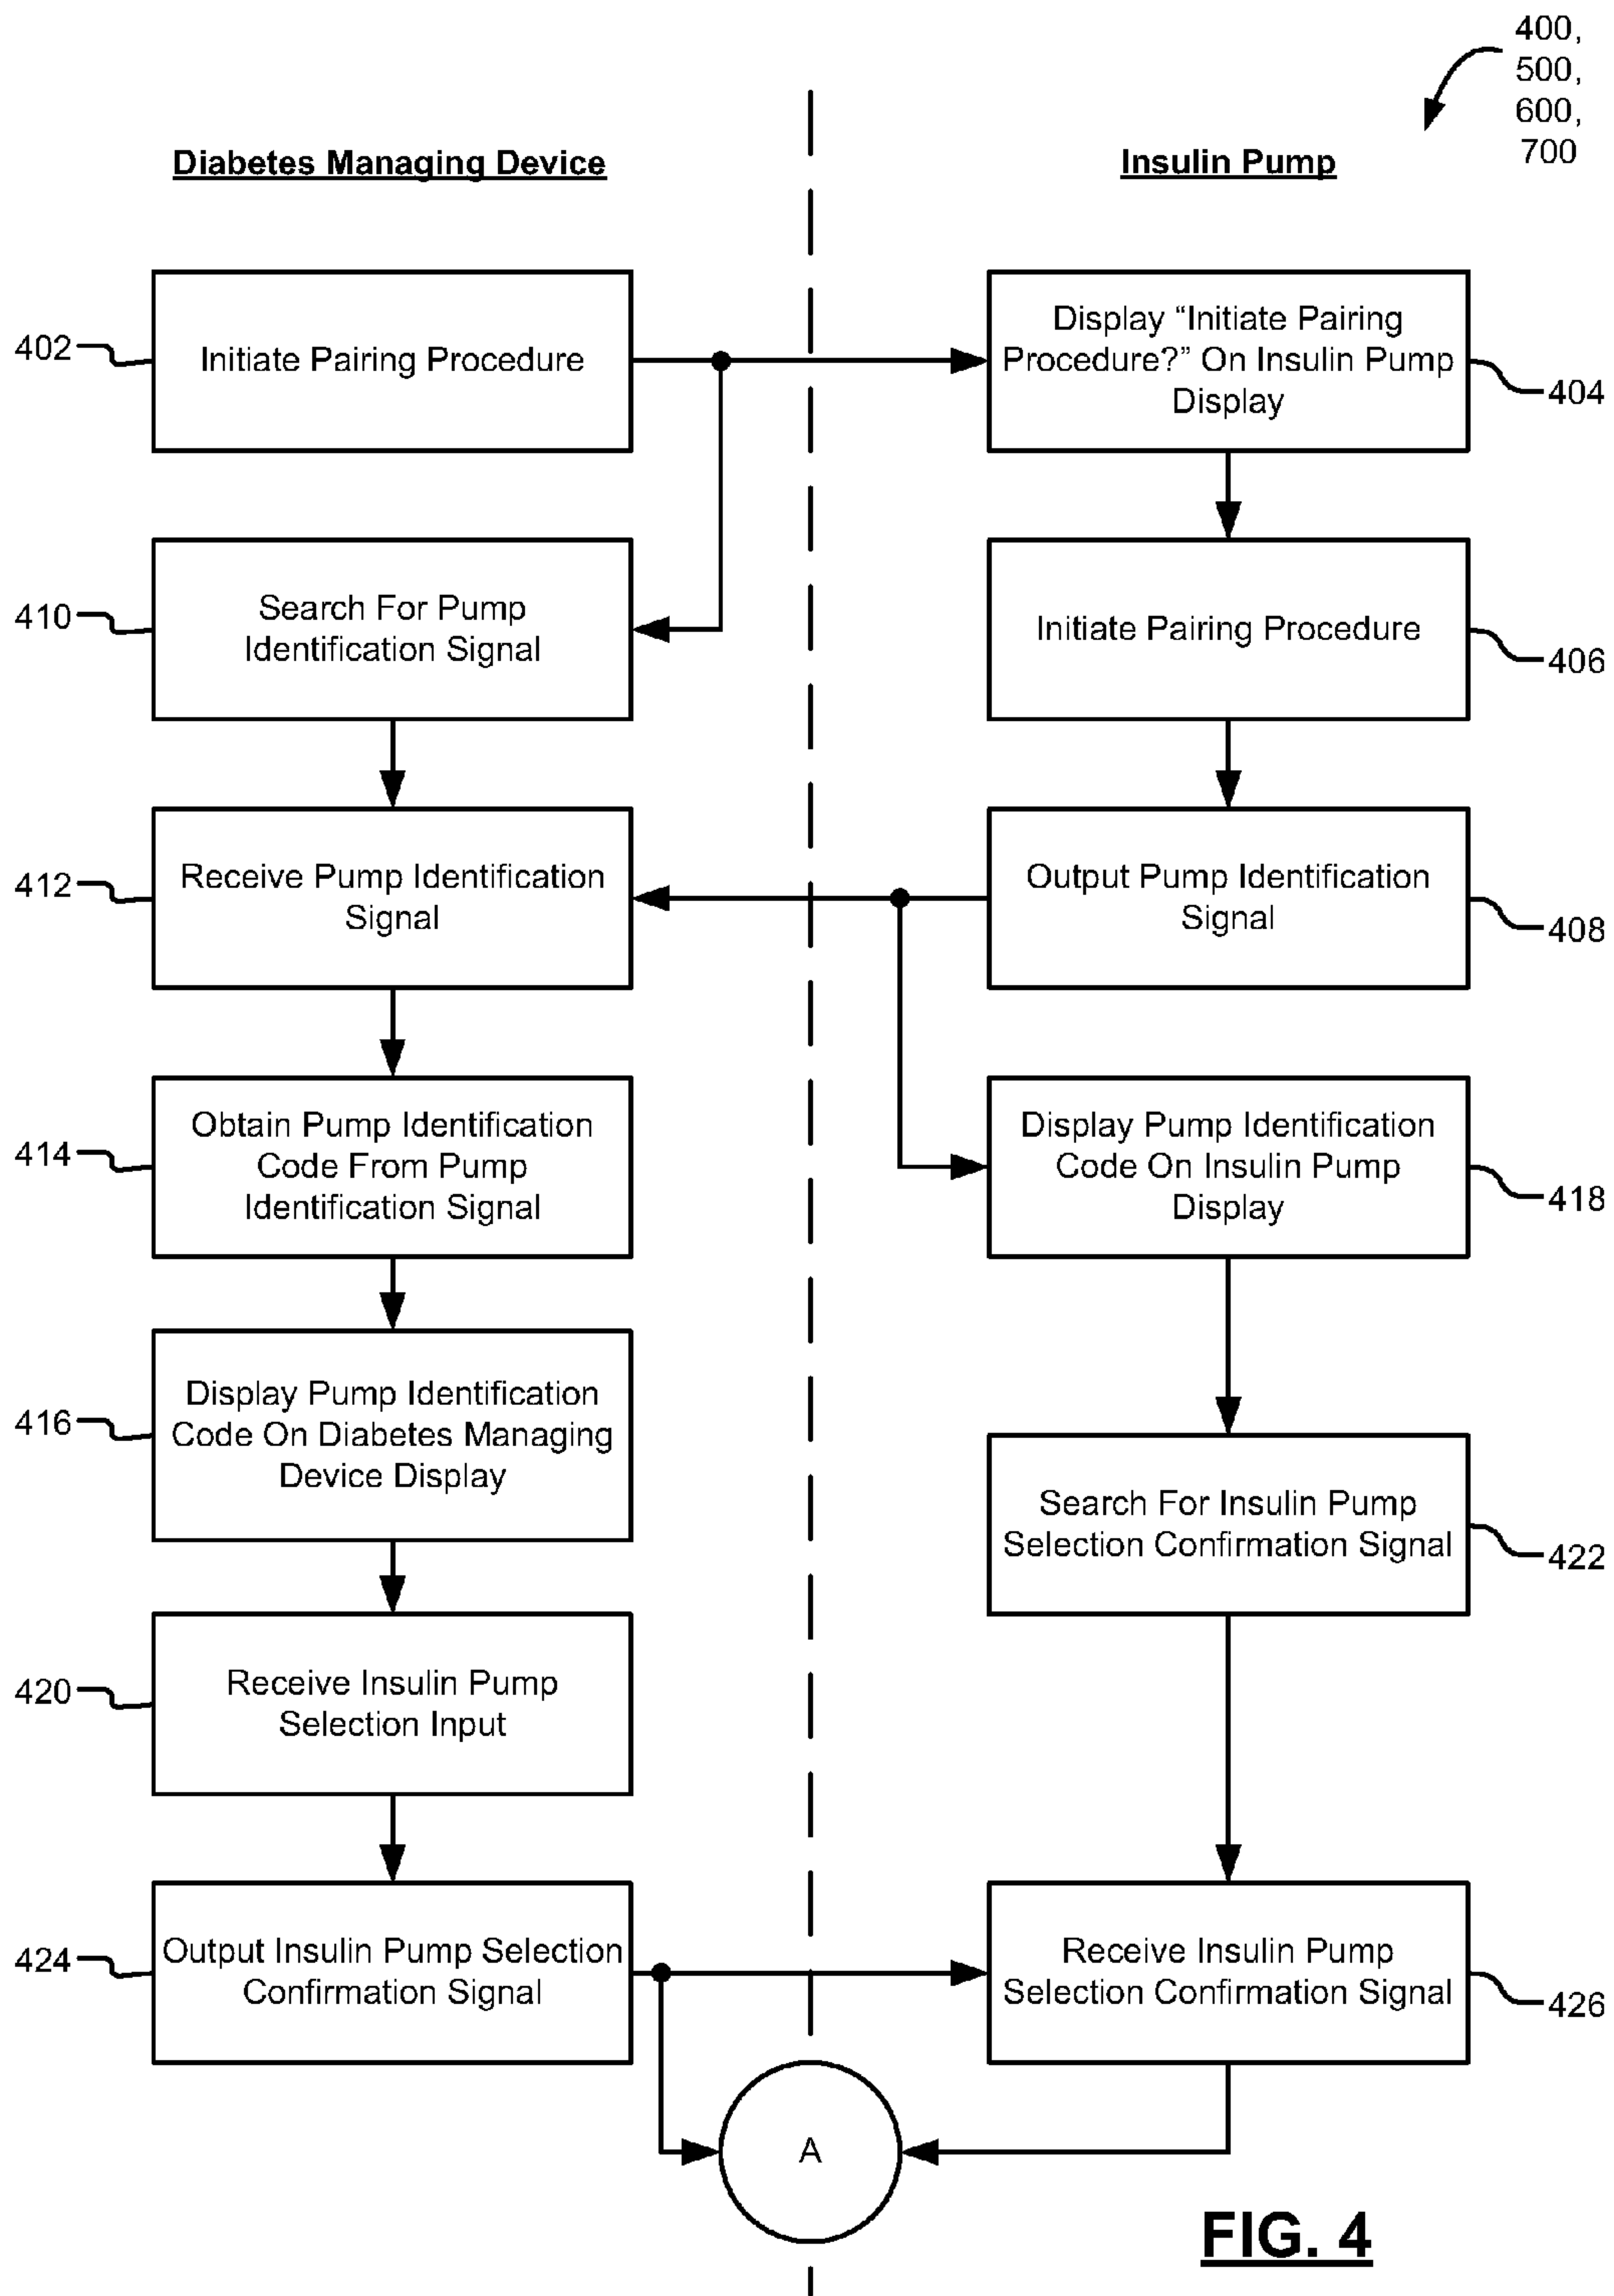 400,
500,
600,
700
Diabetes Managing Device
Insulin Pump
402
Initiate Pairing Procedure
Display “Initiate Pairing
Procedure?” On Insulin Pump
Display
404
410
Search For Pump
Identification Signal
Initiate Pairing Procedure
406
412
Receive Pump Identification
Signal
Output Pump Identification
Signal
408
414
Obtain Pump Identification
Code From Pump
Identification Signal
Display Pump Identification
Code On Insulin Pump
Display
418
416
Display Pump Identification
Code On Diabetes Managing
Device Display
Search For Insulin Pump
Selection Confirmation Signal
422
420
Receive Insulin Pump
Selection Input
424
Output Insulin Pump Selection
Confirmation Signal
Receive Insulin Pump
Selection Confirmation Signal
426
A
FIG. 4